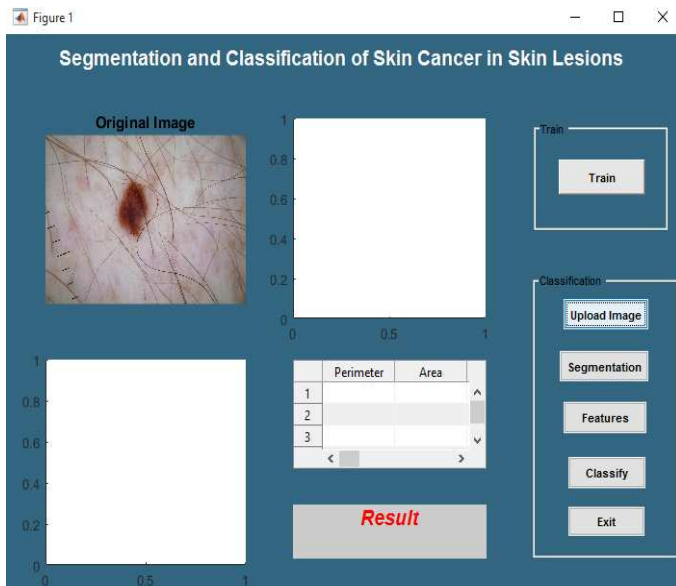 Figure 1
Segmentation and Classification of Skin Cancer in Skin Lesions
Original Image
1
0.8
0.6
0.4
0.2
0
0
0.5
1
Train
Train
Classification
Upload Image
Segmentation
Features
Classify
Exit
1
0.8
0.6
0.4
0.2
0
0
0.5
1
Perimeter Area
1
2
3
Result